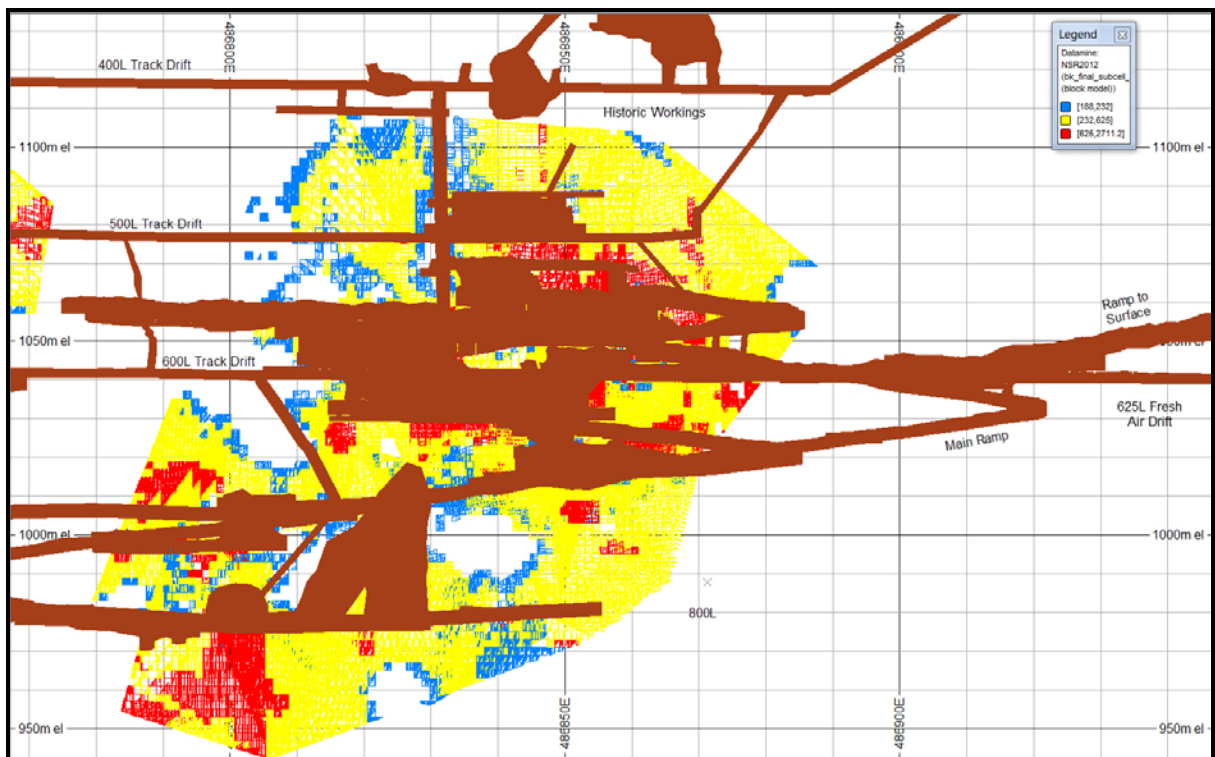 486800E
486850E
486900E
Legend
Datamine:
NSR2012
(bk_final_subcell_
(block model))
[188,232]
[232,625]
[626,2711.2]
400L Track Drift
Historic Workings
1100m el
1100m el
500L Track Drift
Ramp to
Surface
1050m el
600L Track Drift
625L Fresh
Air Drift
Main Ramp
1000m el
1000m el
800L
950m el
950m el
486800E
486850E
486900E